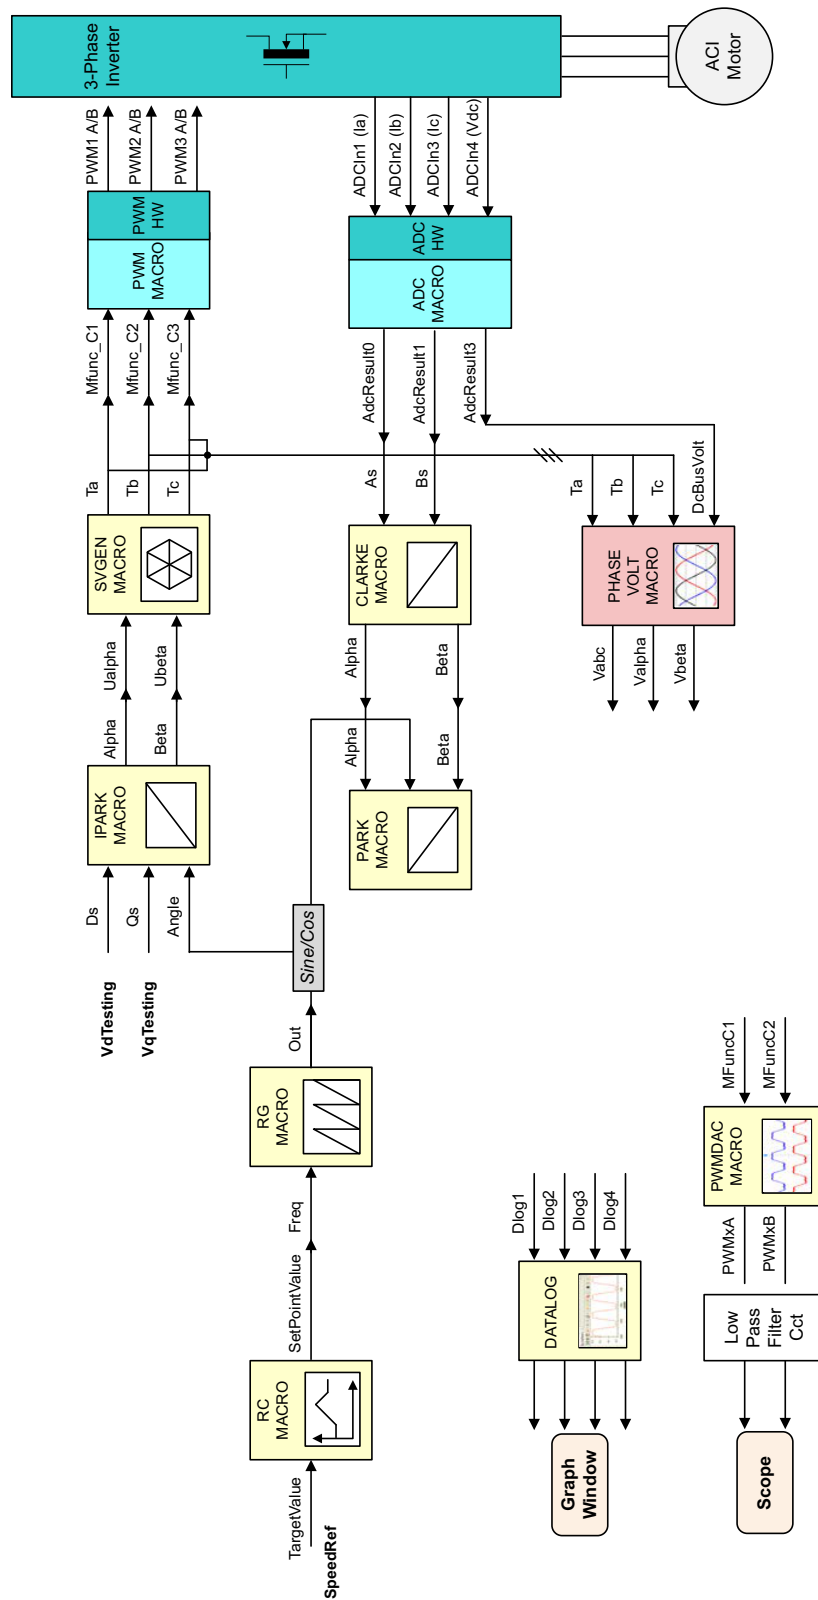 3-Phase
Inverter
ACI
Motor
PWM1 A/B
PWM2 A/B
PWM3 A/B
ADCIn1 (Ia)
ADCIn2 (Ib)
ADCIn3 (Ic)
ADCIn4 (Vdc)
PWM
HW
PWM
MACRO
ADC
HW
ADC
MACRO
Mfunc_C1
Mfunc_C2
Mfunc_C3
AdcResult0
AdcResult1
AdcResult3
Ta
Tb
Tc
As
Bs
Ta
Tb
Tc
DcBusVolt
SVGEN
MACRO
CLARKE
MACRO
PHASE
VOLT
MACRO
Ualpha
Ubeta
Alpha
Beta
Alpha
Beta
Alpha
Beta
Vabc
Valpha
Vbeta
IPARK
MACRO
PARK
MACRO
Ds
Qs
Angle
VdTesting
VqTesting
Sine/Cos
Out
RG
MACRO
Freq
SetPointValue
RC
MACRO
TargetValue
SpeedRef
Dlog1
Dlog2
Dlog3
Dlog4
DATALOG
Graph
Window
MFuncC1
MFuncC2
PWMDAC
MACRO
PWMxA
PWMxB
Low
Pass
Filter
Cct
Scope